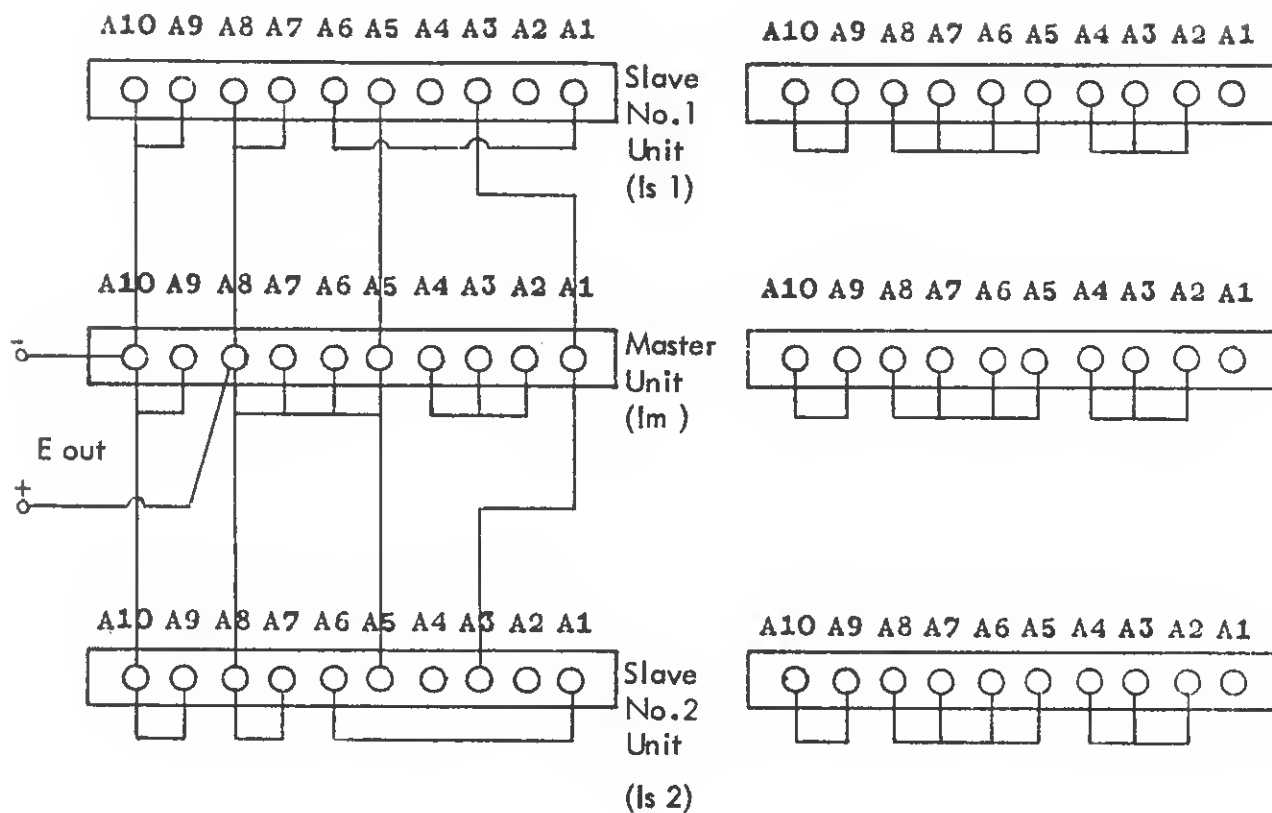 A10 A9 A8 A7 A6 A5 A4 A3 A2 A1
Slave
No.1
Unit
(Is 1)
A10 A9 A8 A7 A6 A5 A4 A3 A2 A1
A10 A9 A8 A7 A6 A5 A4 A3 A2 A1
Master
Unit
(Im )
A10 A9 A8 A7 A6 A5 A4 A3 A2 A1
-
E out
+
A10 A9 A8 A7 A6 A5 A4 A3 A2 A1
Slave
No.2
Unit
(Is 2)
A10 A9 A8 A7 A6 A5 A4 A3 A2 A1